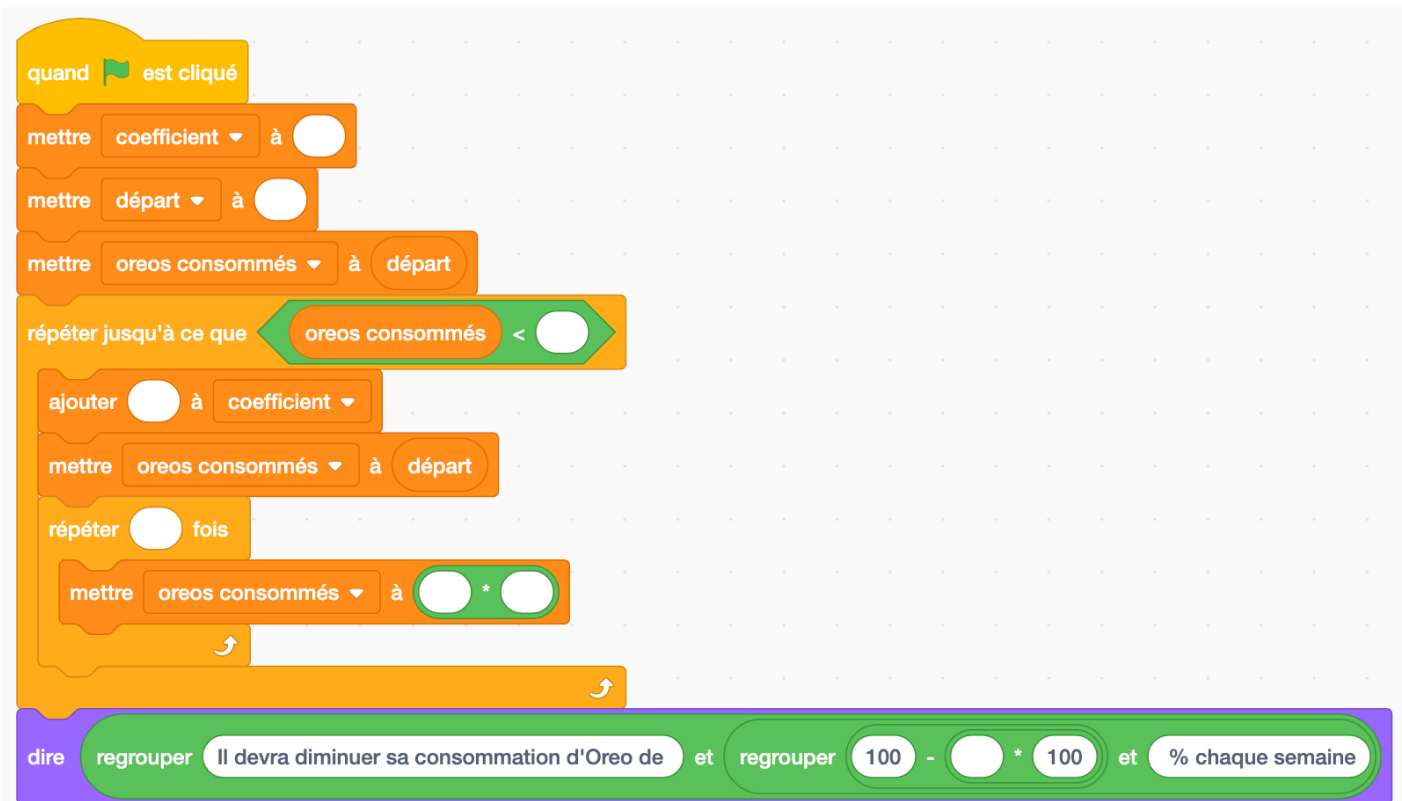 quand est cliqué
mettre coefficient à
mettre départ à
mettre oreos consommés à départ
répéter jusqu'à ce que oreos consommés <
ajouter à coefficient
mettre oreos consommés à départ
répéter fois
mettre oreos consommés à *
dire regrouper Il devra diminuer sa consommation d'Oreo de et regrouper 100 - * 100 et % chaque semaine